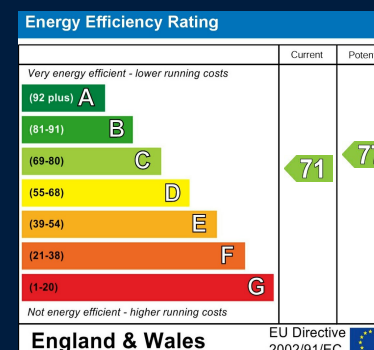 Energy Efficiency Rating
Current
Very energy efficient - lower running costs
(92 plus) A
(81-91) B
(69-80) C
71
(55-68) D
(39-54) E
(21-38) F
(1-20) G
Not energy efficient - higher running costs
England & Wales
EU Directive
2002/91/EC